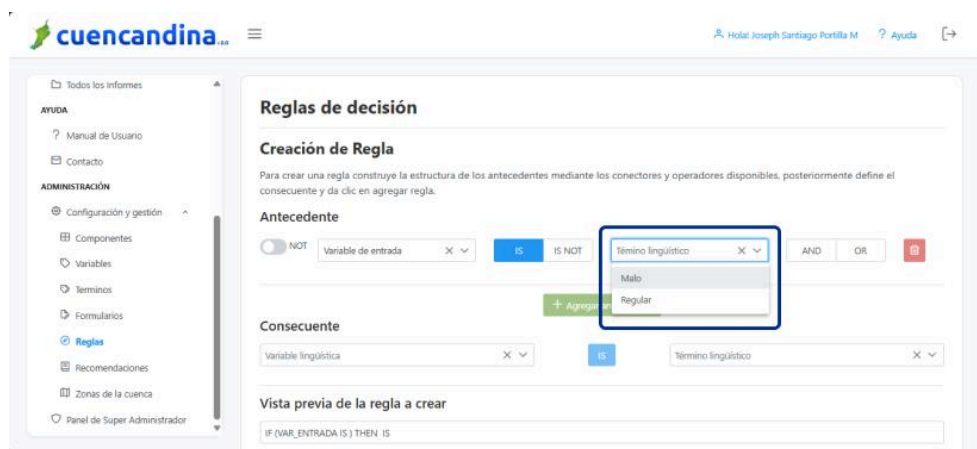 cuencandina
Hola! Joseph Santiago Portilla M
? Ayuda
Todos los Informes
AYUDA
? Manual de Usuario
Contacto
ADMINISTRACIÓN
Configuración y gestión
Componentes
Variables
Terminos
Formularios
Reglas
Recomendaciones
Zonas de la cuenca
Panel de Super Administrador
Reglas de decisión
Creación de Regla
Para crear una regla construye la estructura de los antecedentes mediante los conectores y operadores disponibles, posteriormente define el
consecuente y da clic en agregar regla.
Antecedente
NOT Variable de entrada IS IS NOT Témino lingüístico AND OR
Malo
Regular
+ Agregar an
Consecuente
Variable lingüística IS Término lingüístico
Vista previa de la regla a crear
IF (VAR_ENTRADA IS ) THEN IS